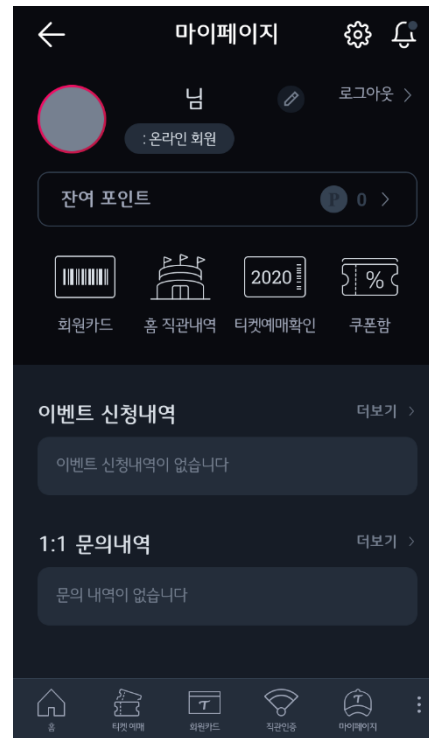 마이페이지
님
로그아웃 >
: 온라인 회원
잔여 포인트 P 0 >
2020 %
회원카드 홈 직관내역 티켓예매확인 쿠폰함
이벤트 신청내역 더보기 >
이벤트 신청내역이 없습니다
1:1 문의내역 더보기 >
문의 내역이 없습니다
T T
홈 티켓 예매 회원카드 직관인증 마이페이지